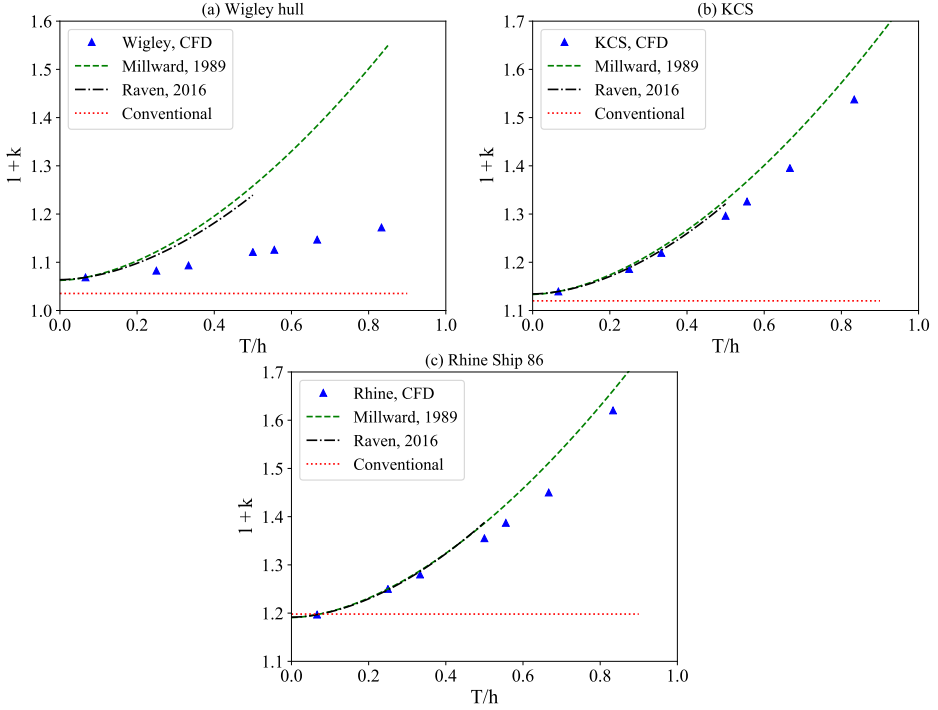 (a) Wigley hull
1.6
1.5
1.4
1.3
1.2
1.1
1.0
1 + k
Wigley, CFD
Millward, 1989
Raven, 2016
Conventional
0.0 0.2 0.4 0.6 0.8 1.0
T/h
(b) KCS
1.7
1.6
1.5
1.4
1.3
1.2
1.1
1 + k
KCS, CFD
Millward, 1989
Raven, 2016
Conventional
0.0 0.2 0.4 0.6 0.8 1.0
T/h
(c) Rhine Ship 86
1.7
1.6
1.5
1.4
1.3
1.2
1.1
1 + k
Rhine, CFD
Millward, 1989
Raven, 2016
Conventional
0.0 0.2 0.4 0.6 0.8 1.0
T/h